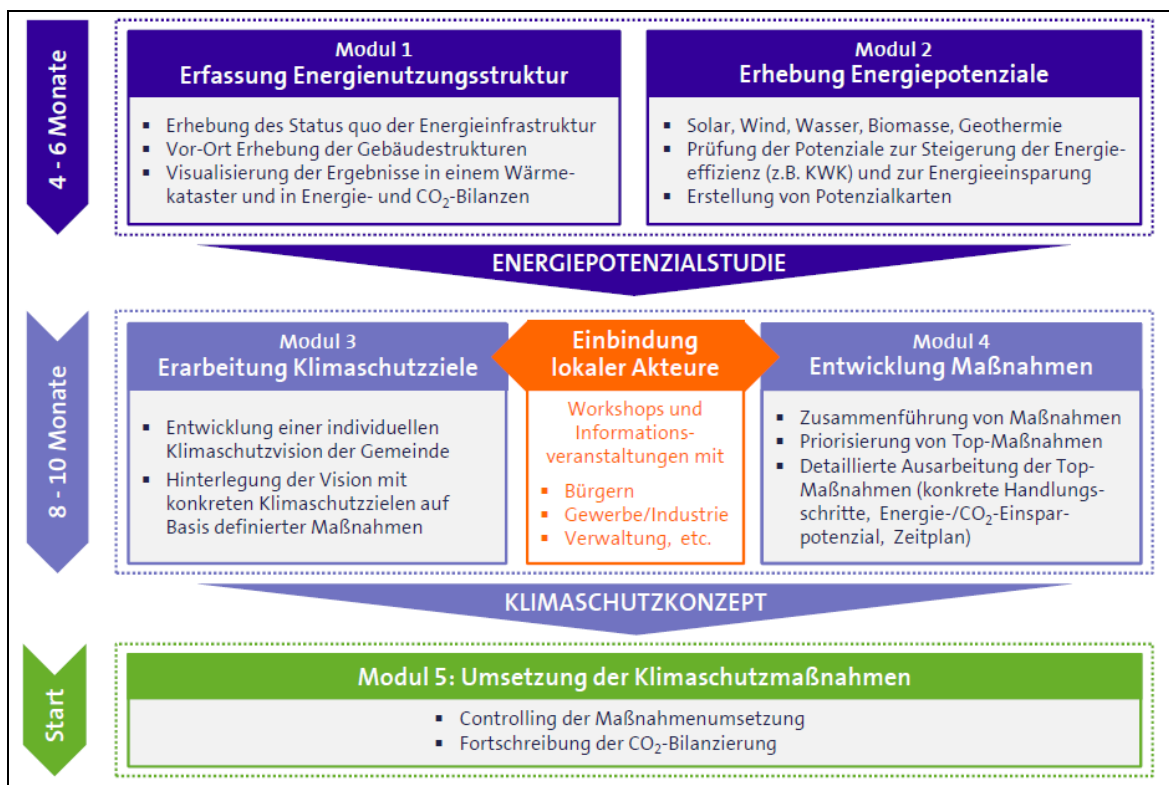 4 - 6 Monate
Modul 1
Erfassung Energienutzungsstruktur
▪ Erhebung des Status quo der Energieinfrastruktur
▪ Vor-Ort Erhebung der Gebäudestrukturen
▪ Visualisierung der Ergebnisse in einem Wärme-
kataster und in Energie- und CO₂-Bilanzen
Modul 2
Erhebung Energiepotenziale
▪ Solar, Wind, Wasser, Biomasse, Geothermie
▪ Prüfung der Potenziale zur Steigerung der Energie-
effizienz (z.B. KWK) und zur Energieeinsparung
▪ Erstellung von Potenzialkarten
ENERGIEPOTENZIALSTUDIE
8 - 10 Monate
Modul 3
Erarbeitung Klimaschutzziele
▪ Entwicklung einer individuellen
Klimaschutzvision der Gemeinde
▪ Hinterlegung der Vision mit
konkreten Klimaschutzzielen auf
Basis definierter Maßnahmen
Einbindung
lokaler Akteure
Workshops und
Informations-
veranstaltungen mit
▪ Bürgern
▪ Gewerbe/Industrie
▪ Verwaltung, etc.
Modul 4
Entwicklung Maßnahmen
▪ Zusammenführung von Maßnahmen
▪ Priorisierung von Top-Maßnahmen
▪ Detaillierte Ausarbeitung der Top-
Maßnahmen (konkrete Handlungs-
schritte, Energie-/CO₂-Einspar-
potenzial, Zeitplan)
KLIMASCHUTZKONZEPT
Start
Modul 5: Umsetzung der Klimaschutzmaßnahmen
▪ Controlling der Maßnahmenumsetzung
▪ Fortschreibung der CO₂-Bilanzierung